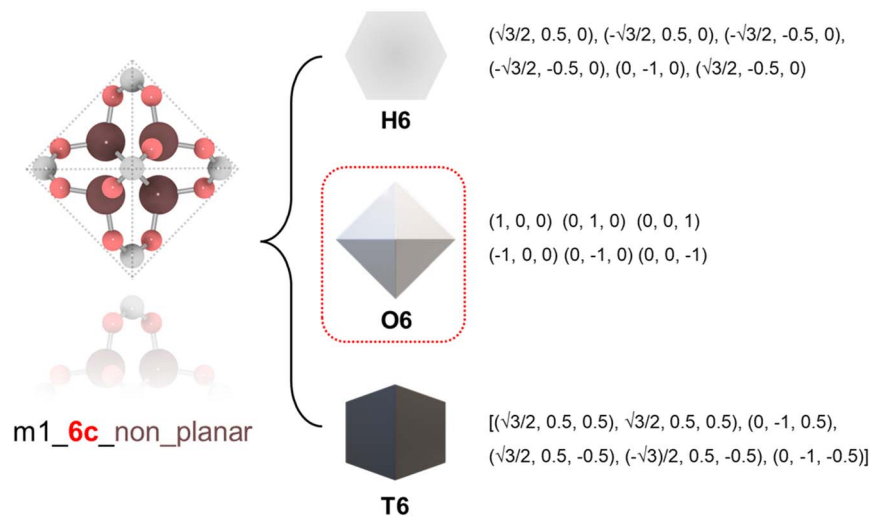 (√3/2, 0.5, 0), (-√3/2, 0.5, 0), (-√3/2, -0.5, 0),
(-√3/2, -0.5, 0), (0, -1, 0), (√3/2, -0.5, 0)
H6
(1, 0, 0) (0, 1, 0) (0, 0, 1)
(-1, 0, 0) (0, -1, 0) (0, 0, -1)
O6
m1_6c_non_planar
[(√3/2, 0.5, 0.5), √3/2, 0.5, 0.5), (0, -1, 0.5),
(√3/2, 0.5, -0.5), (-√3)/2, 0.5, -0.5), (0, -1, -0.5)]
T6